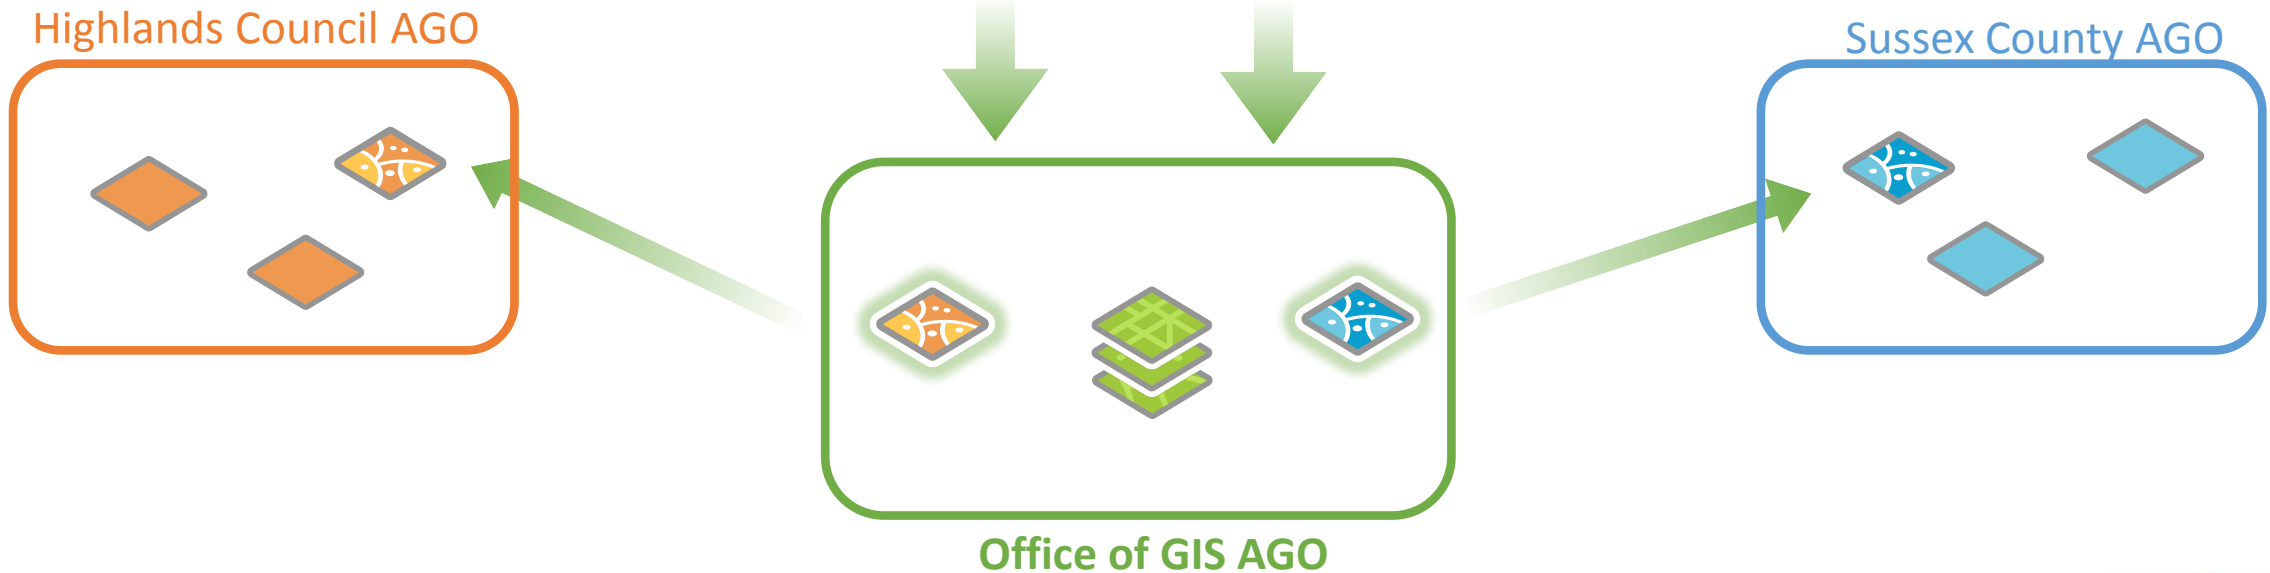 Highlands Council AGO
Sussex County AGO
Office of GIS AGO